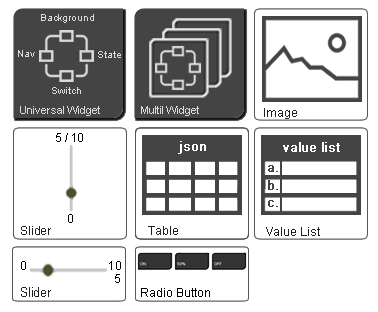 Background
Nav
State
Switch
Universal Widget
Multil Widget
Image
5 / 10
0
Slider
json
Table
value list
a.
b.
c.
Value List
0
10
5
Slider
ON
50%
OFF
Radio Button